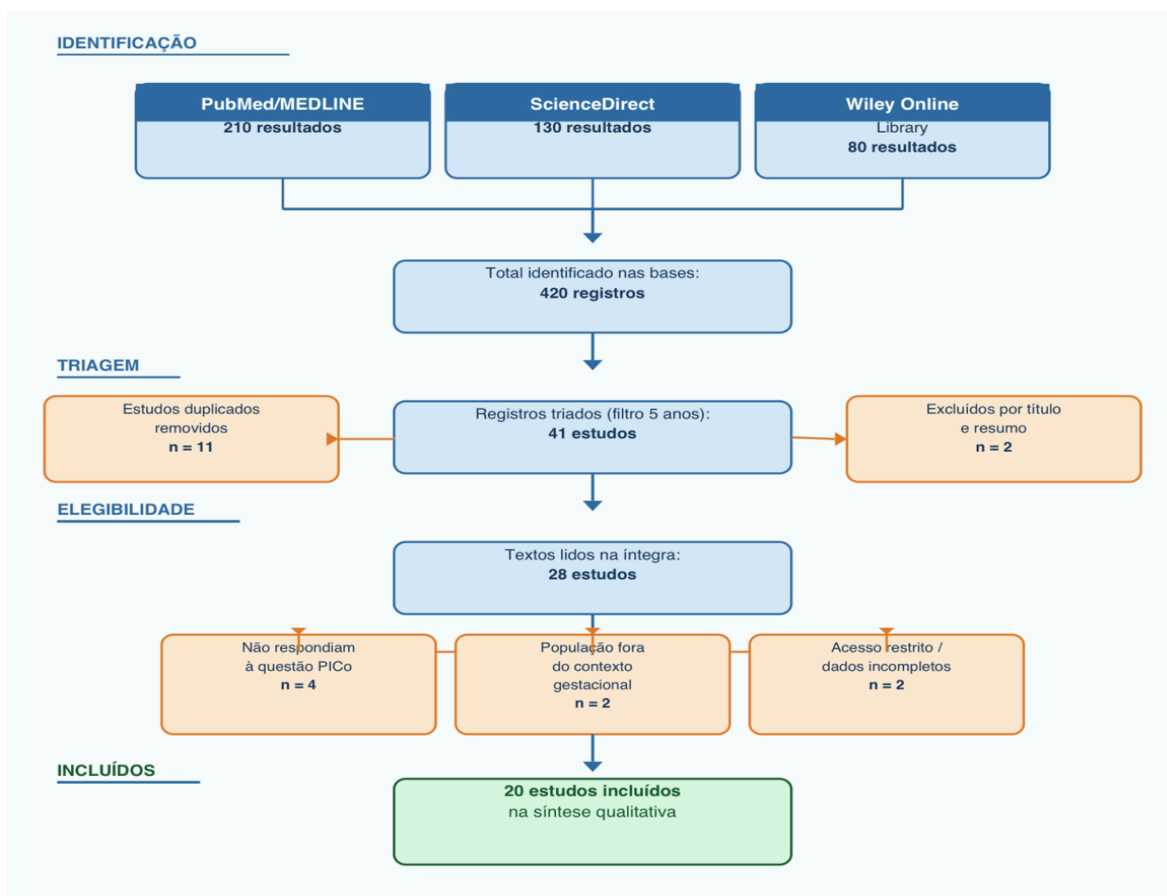 IDENTIFICAÇÃO
PubMed/MEDLINE
210 resultados
ScienceDirect
130 resultados
Wiley Online
Library
80 resultados
Total identificado nas bases:
420 registros
TRIAGEM
Estudos duplicados
removidos
n = 11
Registros triados (filtro 5 anos):
41 estudos
Excluídos por título
e resumo
n = 2
ELEGIBILIDADE
Textos lidos na íntegra:
28 estudos
Não respondiam
à questão PICo
n = 4
População fora
do contexto
gestacional
n = 2
Acesso restrito /
dados incompletos
n = 2
INCLUÍDOS
20 estudos incluídos
na síntese qualitativa